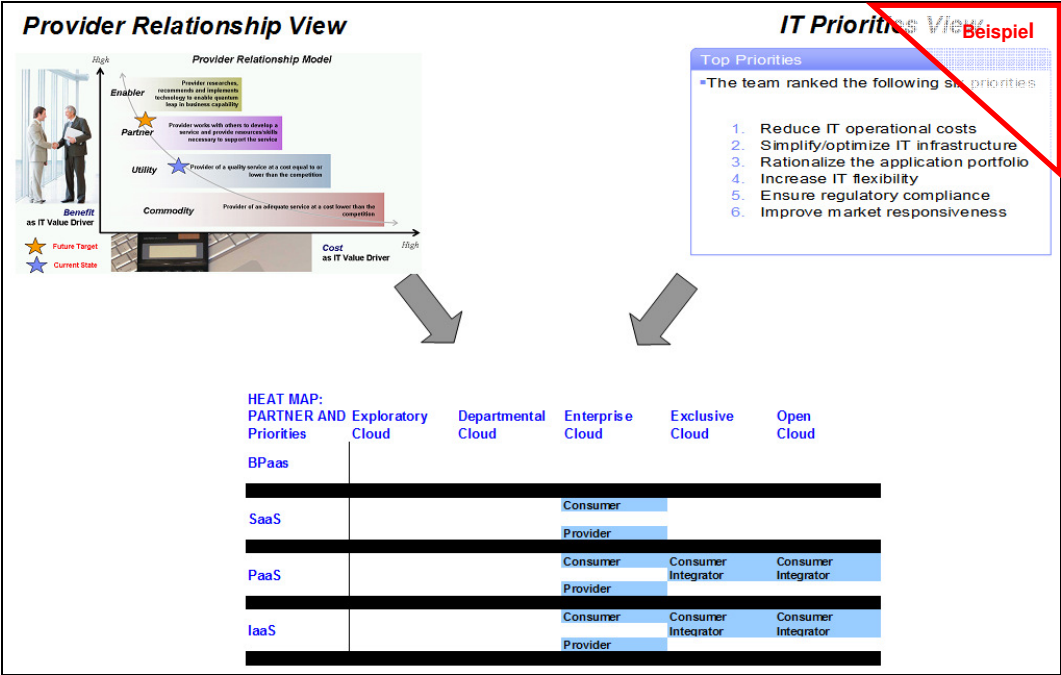 Provider Relationship View
IT Priorities View
Beispiel
High
Provider Relationship Model
Enabler
Provider researches,
recommends and implements
technology to enable quantum
leap in business capability
Partner
Provider works with others to develop a
service and provide resources/skills
necessary to support the service
Utility
Provider of a quality service at a cost equal to or
lower than the competition
Commodity
Provider of an adequate service at a cost lower than the
competition
Benefit
as IT Value Driver
Future Target
Current State
Cost
as IT Value Driver
High
Top Priorities
▪The team ranked the following six priorities
1. Reduce IT operational costs
2. Simplify/optimize IT infrastructure
3. Rationalize the application portfolio
4. Increase IT flexibility
5. Ensure regulatory compliance
6. Improve market responsiveness
HEAT MAP:
PARTNER AND Exploratory Departmental Enterprise Exclusive Open
Priorities Cloud Cloud Cloud Cloud Cloud
BPaas
Consumer
SaaS
Provider
Consumer Consumer Consumer
PaaS Integrator Integrator
Provider
Consumer Consumer Consumer
IaaS Integrator Integrator
Provider